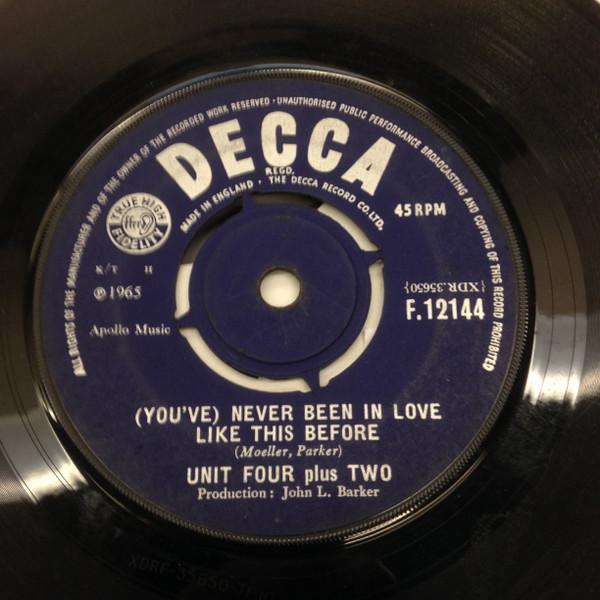 ALL RIGHTS OF THE MANUFACTURER AND OF THE OWNER OF THE RECORDED WORK RESERVED · UNAUTHORISED PUBLIC PERFORMANCE BROADCASTING AND COPYING OF THIS RECORD PROHIBITED
DECCA
REGD.
MADE IN ENGLAND, THE DECCA RECORD CO. LTD.
TRUE HIGH
ffrr
FIDELITY
45 RPM
K/T H
℗1965
{XDR.35650}
F.12144
Apollo Music
(YOU'VE) NEVER BEEN IN LOVE
LIKE THIS BEFORE
(Moeller, Parker)
UNIT FOUR plus TWO
Production: John L. Barker